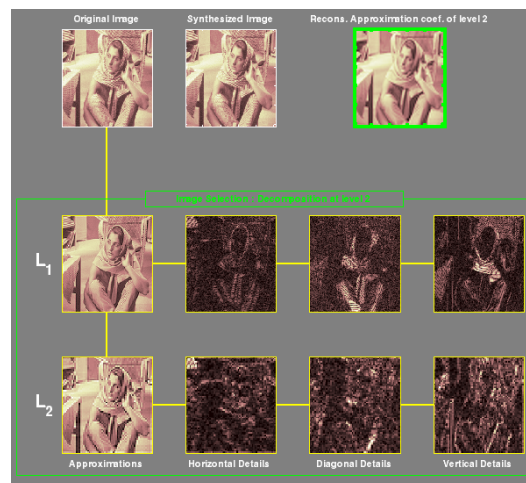 Original Image
Synthesized Image
Recons. Approximation coef. of level 2
Image Selection : Decomposition at level 2
L1
L2
Approximations
Horizontal Details
Diagonal Details
Vertical Details